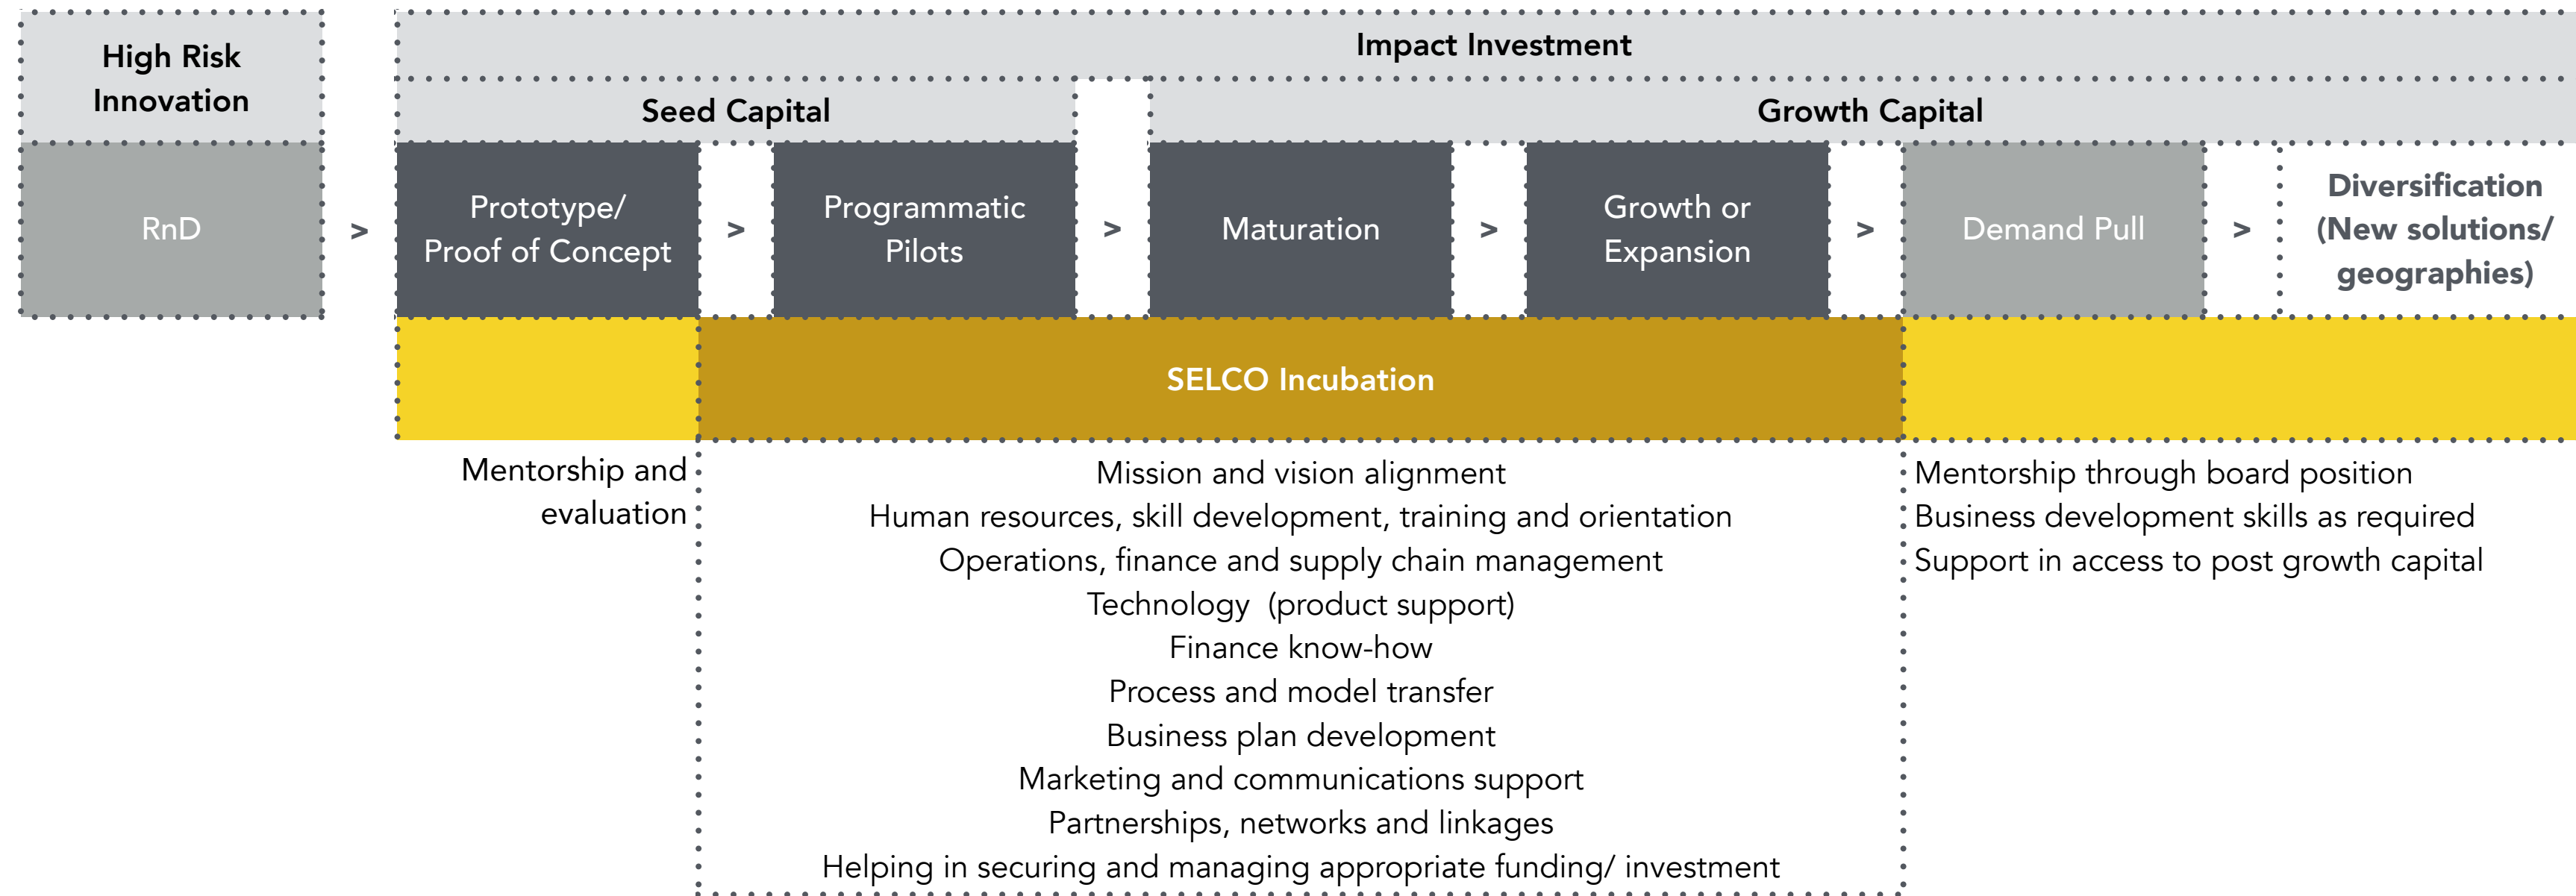 High Risk
Innovation
Impact Investment
Seed Capital
Growth Capital
RnD
>
Prototype/
Proof of Concept
>
Programmatic
Pilots
>
Maturation
>
Growth or
Expansion
>
Demand Pull
>
Diversification
(New solutions/
geographies)
SELCO Incubation
Mentorship and
evaluation
Mission and vision alignment
Human resources, skill development, training and orientation
Operations, finance and supply chain management
Technology  (product support)
Finance know-how
Process and model transfer
Business plan development
Marketing and communications support
Partnerships, networks and linkages
Helping in securing and managing appropriate funding/ investment
Mentorship through board position
Business development skills as required
Support in access to post growth capital